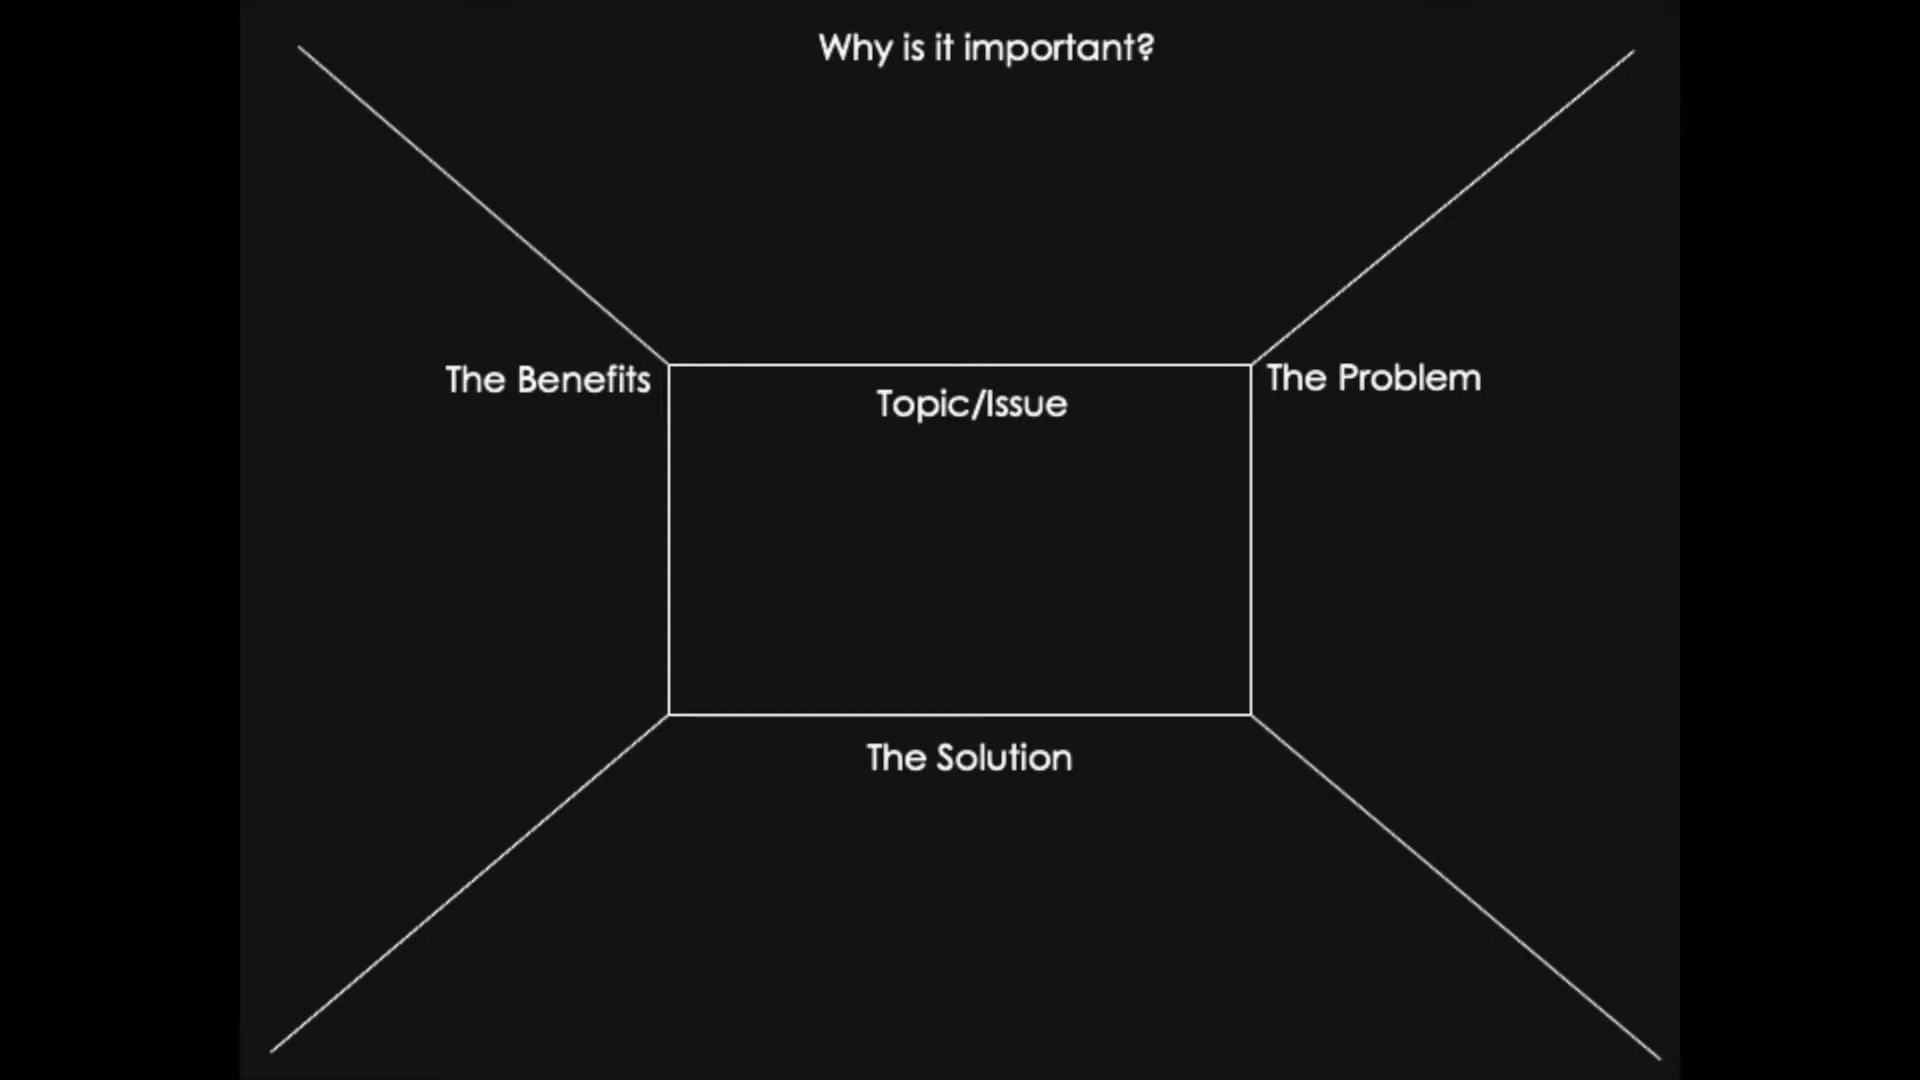 Why is it important?
The Benefits
Topic/Issue
The Problem
The Solution